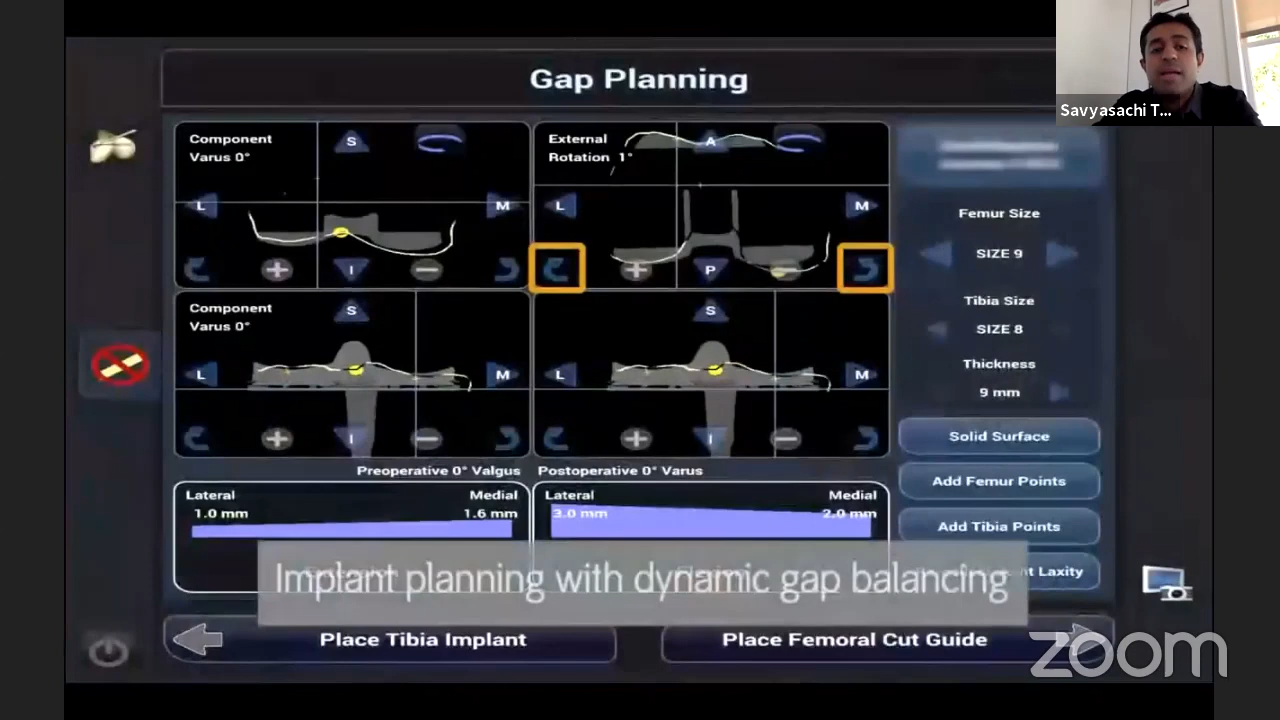 Gap Planning
Savyasachi T...
Component
Varus 0°
S
L
M
I
External
Rotation 1°
A
L
M
P
Component
Varus 0°
S
L
M
I
S
L
M
I
Femur Size
SIZE 9
Tibia Size
SIZE 8
Thickness
9 mm
Solid Surface
Add Femur Points
Add Tibia Points
Laxity
Preoperative 0° Valgus
Postoperative 0° Varus
Lateral
Medial
1.0 mm
1.6 mm
Lateral
Medial
3.0 mm
2.0 mm
Implant planning with dynamic gap balancing
Place Tibia Implant
Place Femoral Cut Guide
zoom